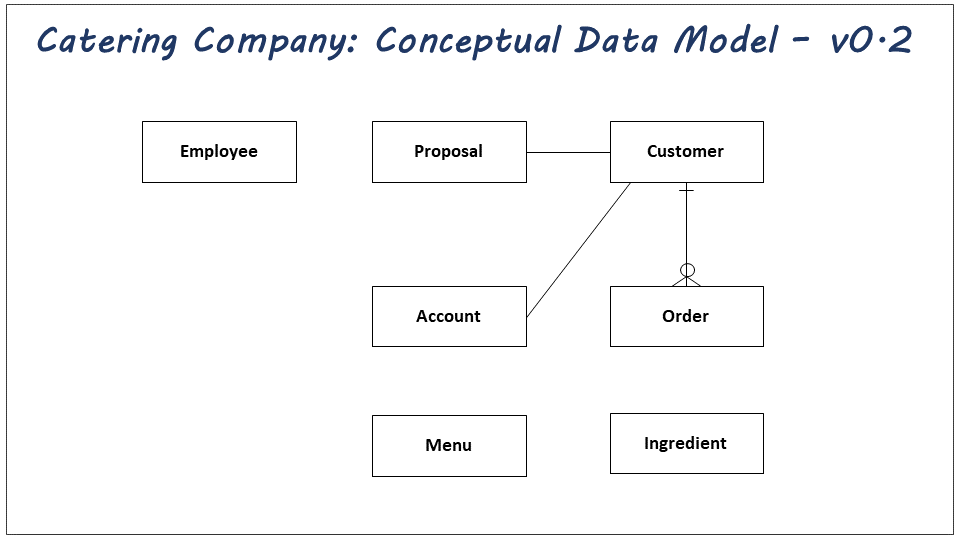 Catering Company: Conceptual Data Model - v0.2
Employee
Proposal
Customer
Account
Order
Menu
Ingredient